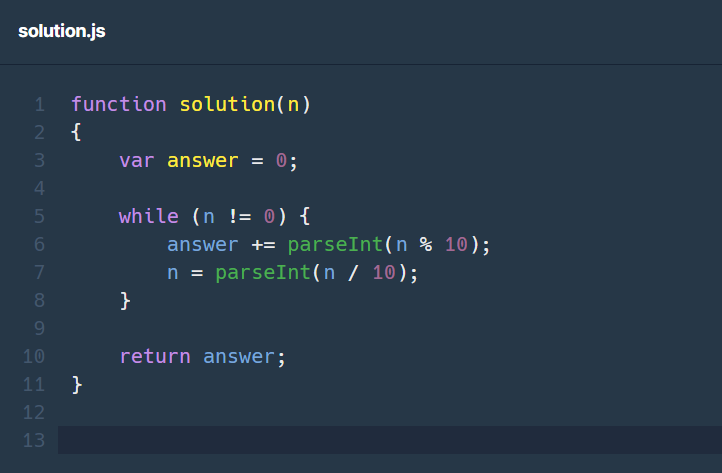 solution.js
1 function solution(n)
2 {
3     var answer = 0;
4
5     while (n != 0) {
6         answer += parseInt(n % 10);
7         n = parseInt(n / 10);
8     }
9
10     return answer;
11 }
12
13